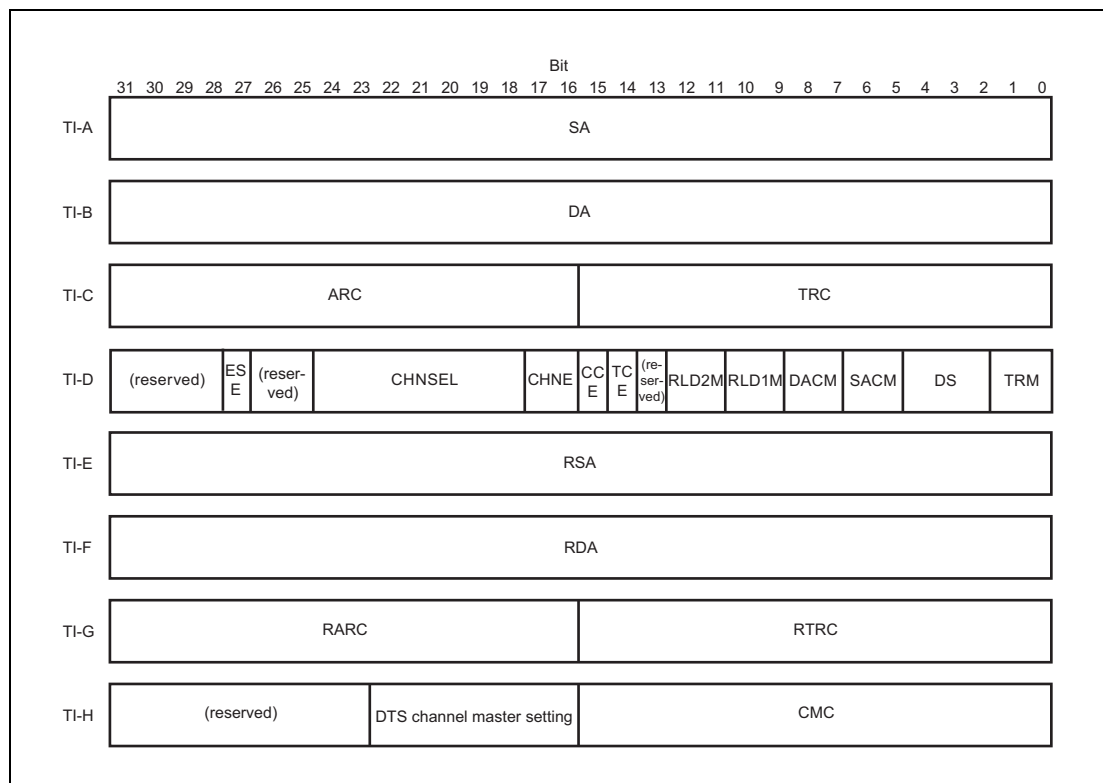 Bit
31 30 29 28 27 26 25 24 23 22 21 20 19 18 17 16 15 14 13 12 11 10 9 8 7 6 5 4 3 2 1 0
TI-A SA
TI-B DA
TI-C ARC TRC
TI-D (reserved) ES E (reser- ved) CHNSEL CHNE CC E TC E (re- ser- ved) RLD2M RLD1M DACM SACM DS TRM
TI-E RSA
TI-F RDA
TI-G RARC RTRC
TI-H (reserved) DTS channel master setting CMC